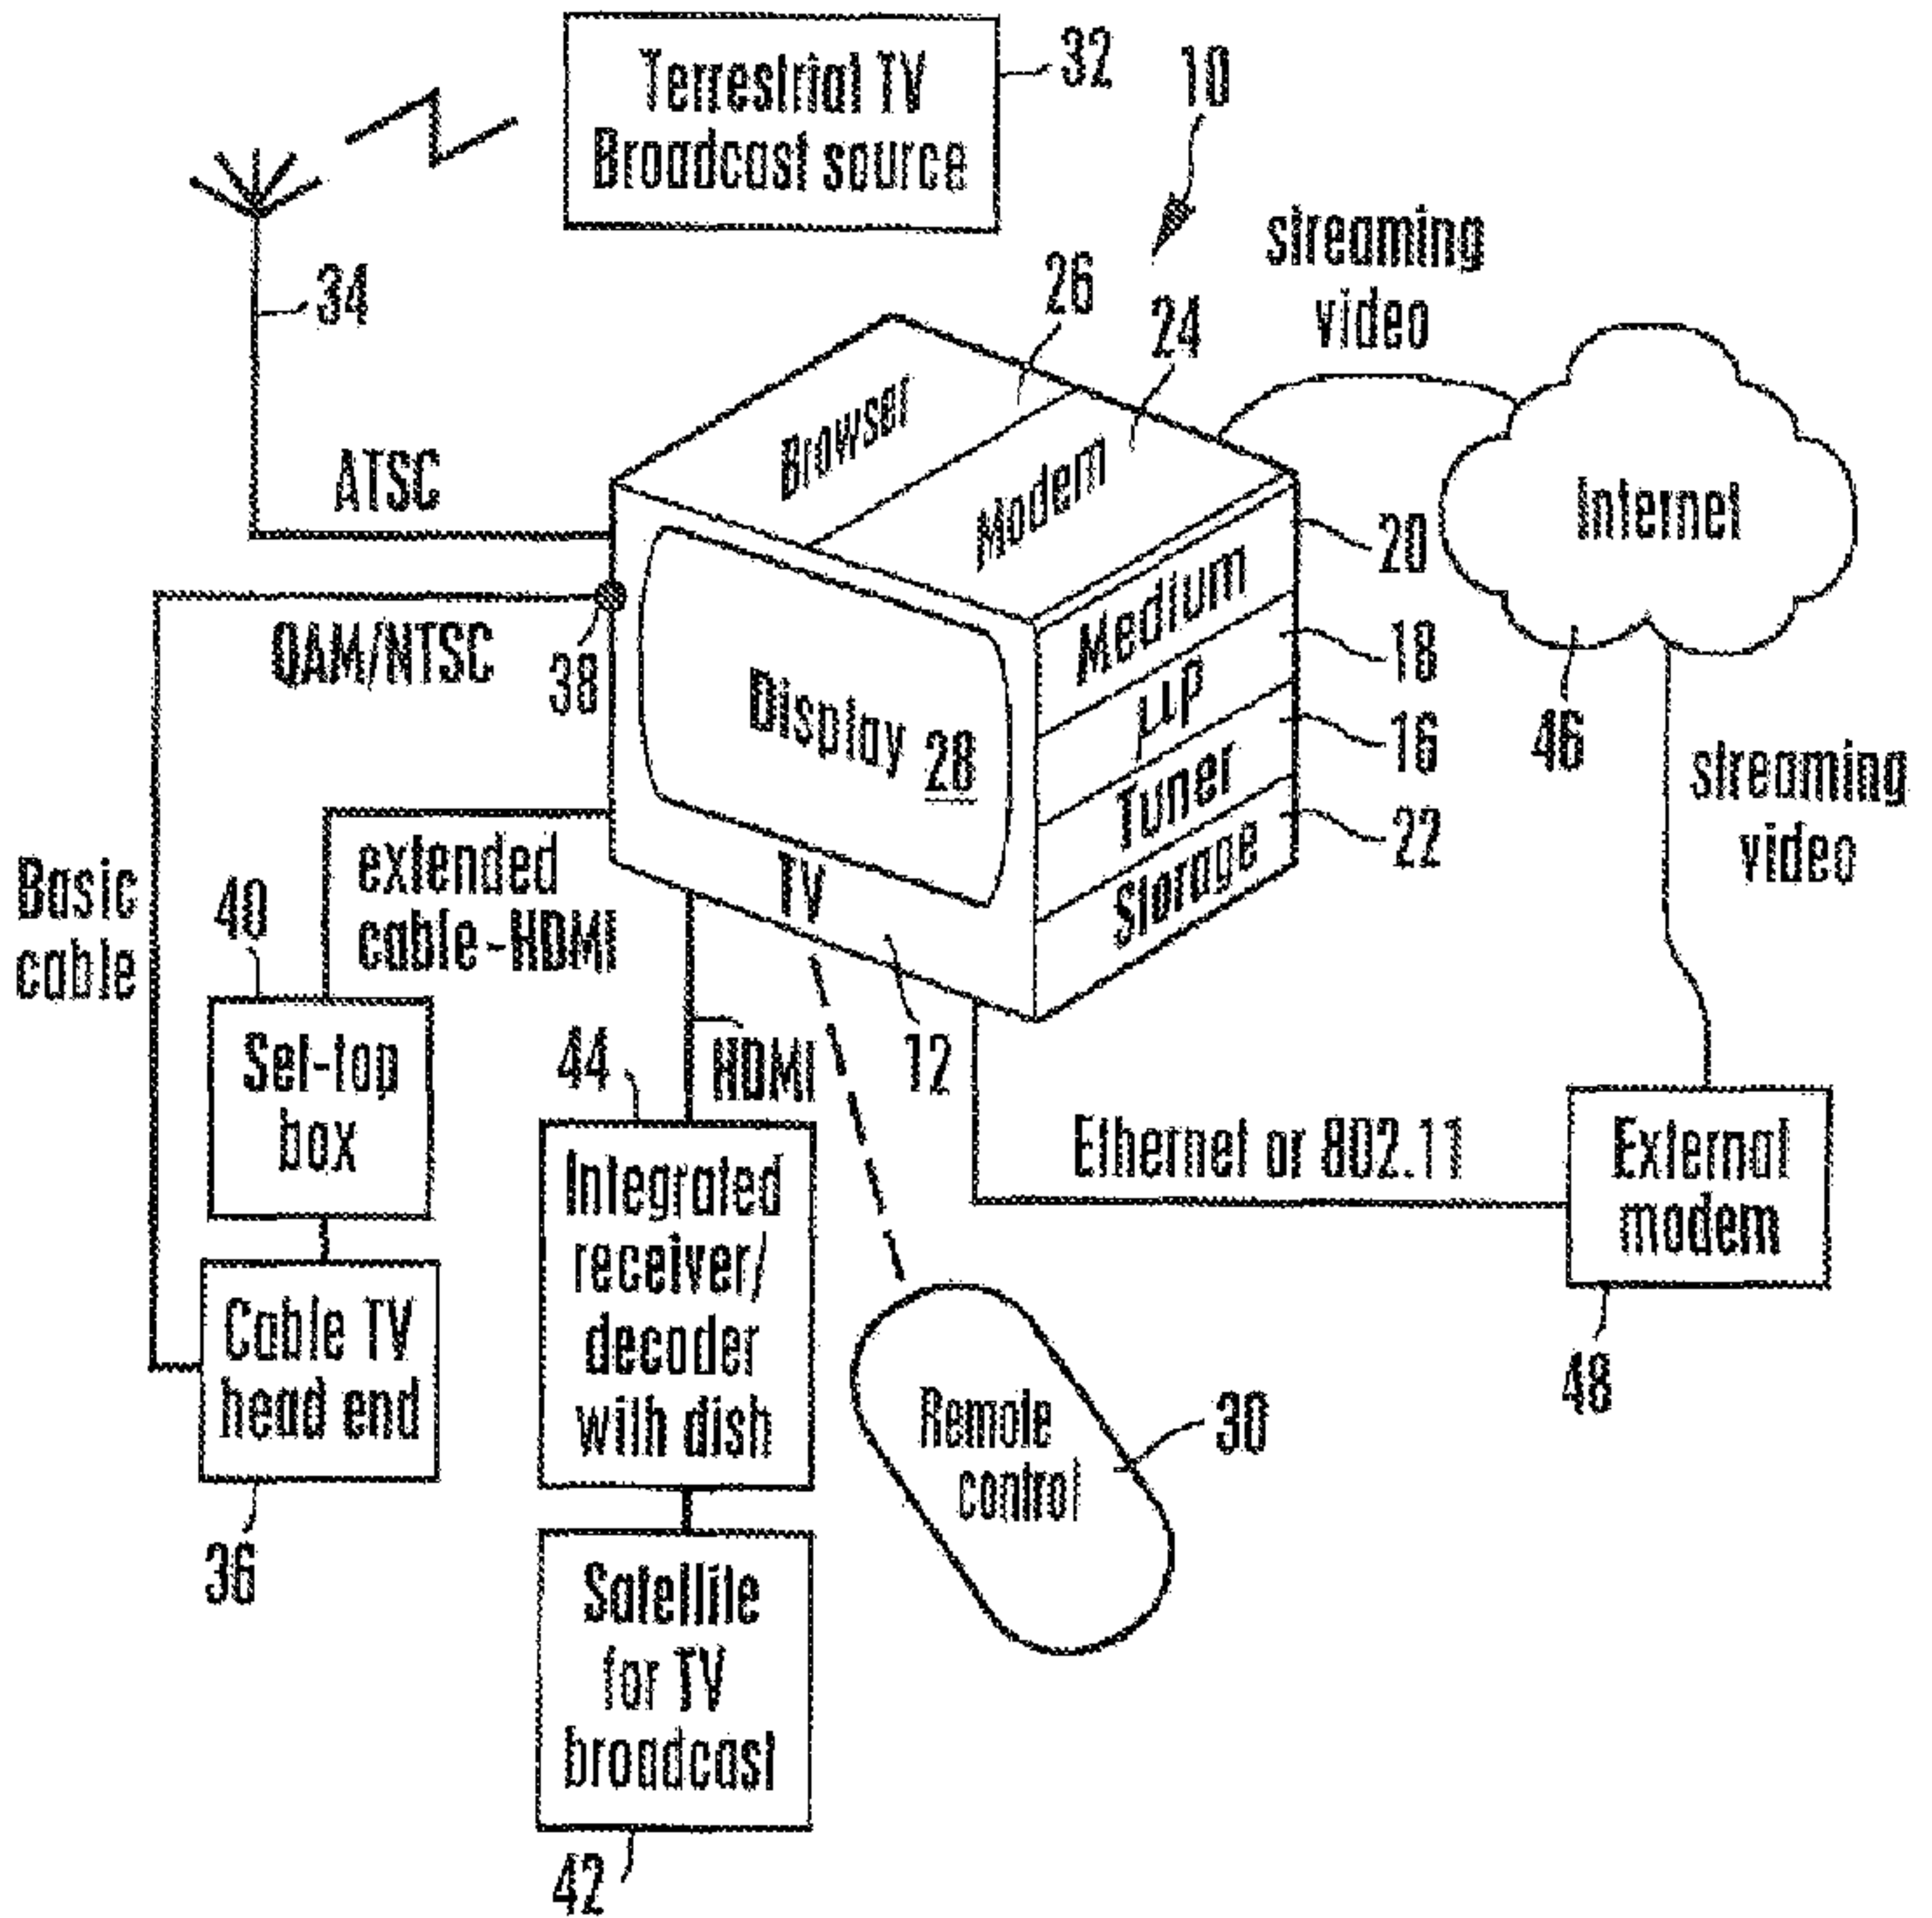 Terrestrial TV
Broadcast source
32
10
34
26
24
streaming
video
ATSC
Browser
Modem
Internet
20
QAM/NTSC
38
Medium
18
Display 28
16
46
Tuner
22
Storage
TV
streaming
video
Basic
cable
40
extended
cable-HDMI
12
Set-top
box
44
HDMI
Ethernet or 802.11
External
modem
48
Integrated
receiver/
decoder
with dish
Cable TV
head end
36
Remote
control
30
Satellite
for TV
broadcast
42